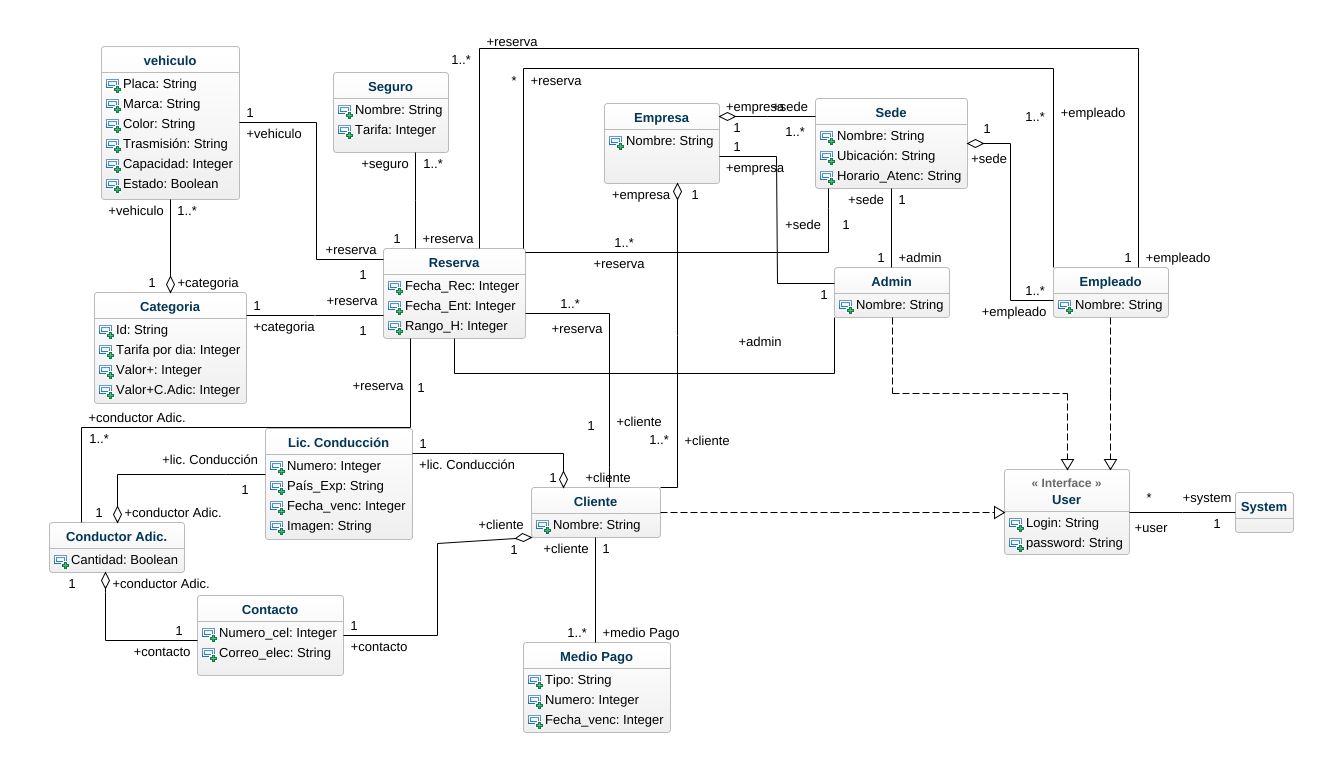 +reserva
1..*
* +reserva
vehiculo
Placa: String
Marca: String
Color: String
Trasmisión: String
Capacidad: Integer
Estado: Boolean
1
+vehiculo
+vehiculo 1..*
Seguro
Nombre: String
Tarifa: Integer
+seguro 1..*
Empresa
Nombre: String
+empresa
1
+sede
1..*
1
+empresa
+empresa 1
Sede
Nombre: String
Ubicación: String
Horario_Atenc: String
1
+sede
+sede 1
+sede 1
1..* +empleado
1 +empleado
1 +reserva
+reserva
1
1..*
+reserva
1 +admin
1
Reserva
Fecha_Rec: Integer
Fecha_Ent: Integer
Rango_H: Integer
Admin
Nombre: String
Empleado
Nombre: String
1..*
+empleado
1 +categoria
Categoria
Id: String
Tarifa por dia: Integer
Valor+: Integer
Valor+C.Adic: Integer
1
+categoria
+reserva
1
1..*
+reserva
+admin
+reserva 1
+conductor Adic.
1..*
1 +cliente
1..* +cliente
Lic. Conducción
Numero: Integer
País_Exp: String
Fecha_venc: Integer
Imagen: String
1
+lic. Conducción
+lic. Conducción
1
1 +cliente
1 +conductor Adic.
Conductor Adic.
Cantidad: Boolean
1 +conductor Adic.
Cliente
Nombre: String
+cliente
1
+cliente 1
« Interface »
User
Login: String
password: String
*
+user
+system
1
System
Contacto
Numero_cel: Integer
Correo_elec: String
1
+contacto
1
+contacto
1..* +medio Pago
Medio Pago
Tipo: String
Numero: Integer
Fecha_venc: Integer